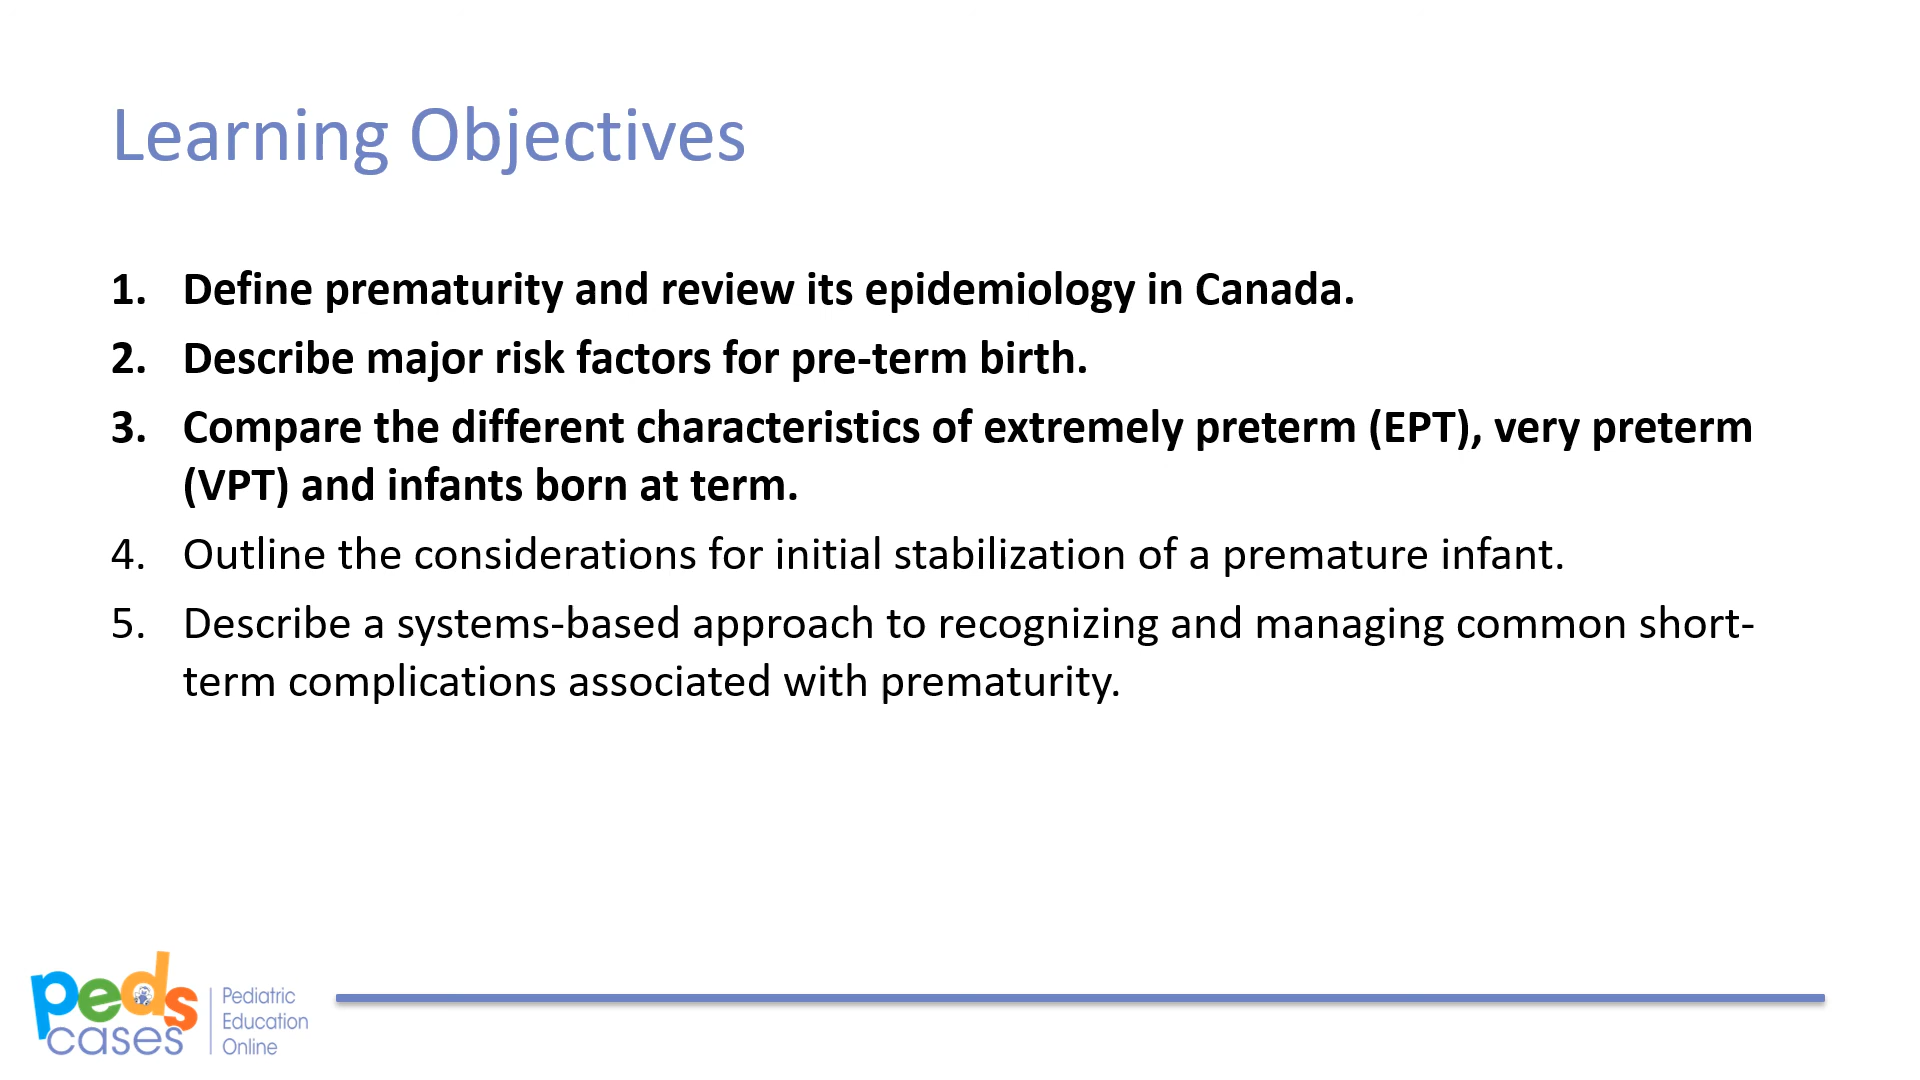 Learning Objectives
1. Define prematurity and review its epidemiology in Canada.
2. Describe major risk factors for pre-term birth.
3. Compare the different characteristics of extremely preterm (EPT), very preterm
(VPT) and infants born at term.
4. Outline the considerations for initial stabilization of a premature infant.
5. Describe a systems-based approach to recognizing and managing common short-
term complications associated with prematurity.
peds
cases
Pediatric
Education
Online